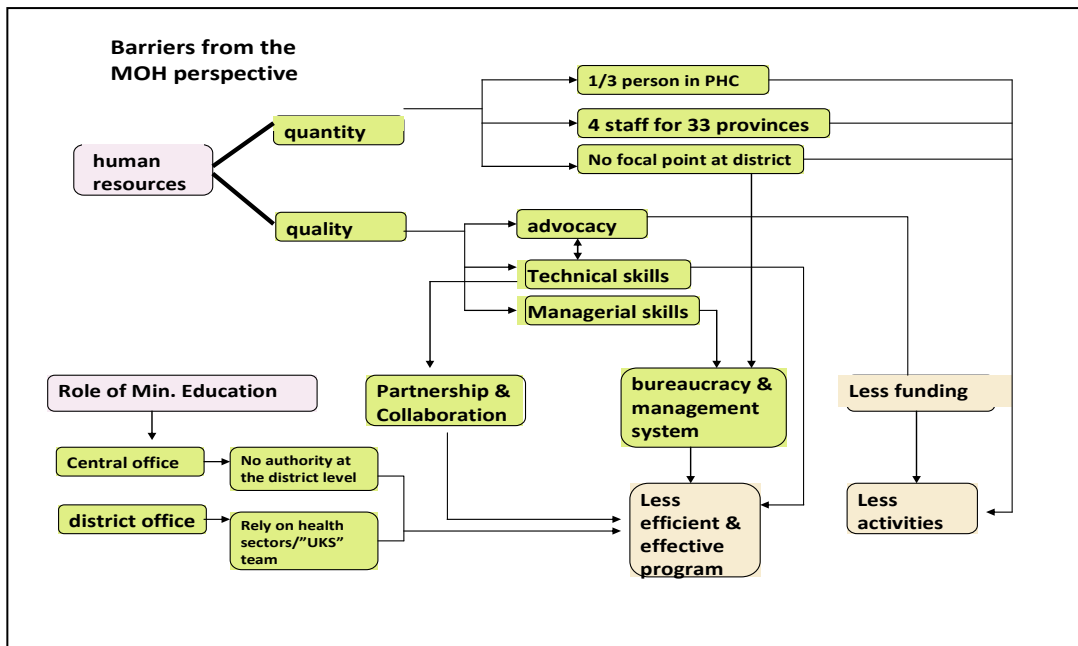 Barriers from the
MOH perspective
1/3 person in PHC
quantity
4 staff for 33 provinces
human
resources
No focal point at district
quality
advocacy
Technical skills
Managerial skills
Role of Min. Education
Partnership &
Collaboration
bureaucracy &
management
system
Less funding
Central office
No authority at
the district level
district office
Rely on health
sectors/”UKS”
team
Less
efficient &
effective
program
Less
activities